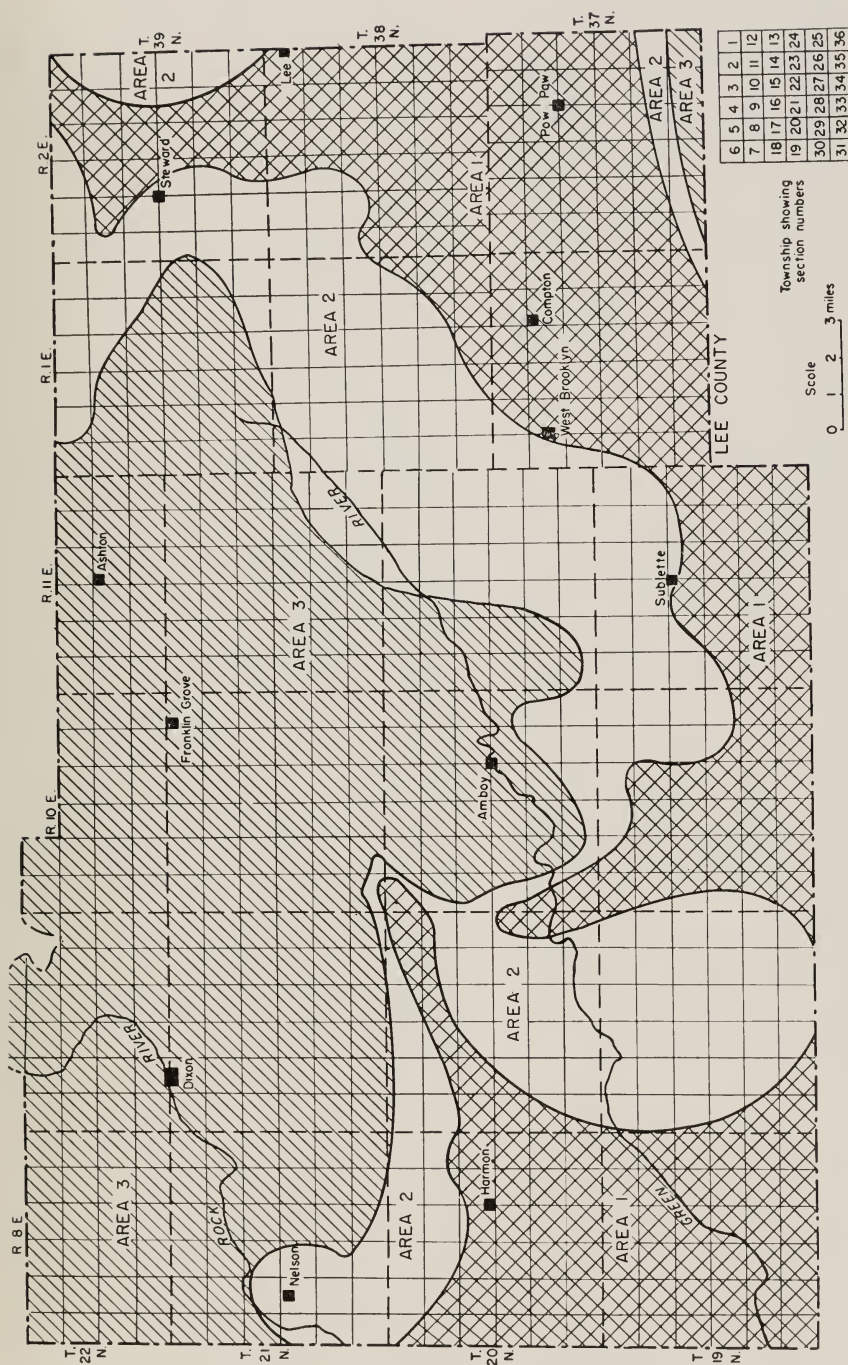 R. 8 E.
R. 10 E.
R. 11 E.
R. 1 E.
R. 2 E.
T.
22
N.
T.
39
N.
AREA 3
RIVER
ROCK
Dixon
Franklin Grove
Ashton
Steward
AREA
2
Lee
T.
21
N.
Nelson
AREA 3
RIVER
AREA 2
T.
38
N.
AREA 2
AREA 1
T.
20
N.
Harmon
AREA 2
Amboy
West Brooklyn
Compton
Paw Paw
T.
37
N.
AREA 1
GREEN
Sublette
AREA 1
AREA 2
AREA 3
T.
19
N.
LEE COUNTY
Scale
0 1 2 3 miles
Township showing
section numbers
6 5 4 3 2 1
7 8 9 10 11 12
18 17 16 15 14 13
19 20 21 22 23 24
30 29 28 27 26 25
31 32 33 34 35 36